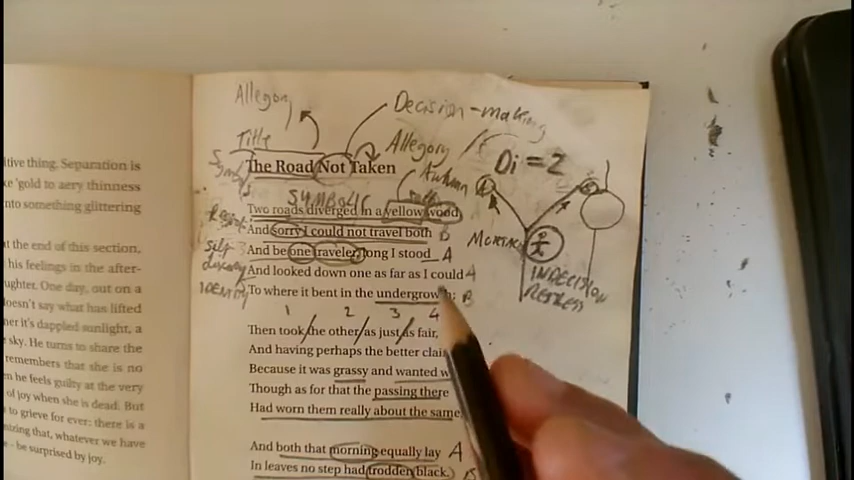 itive thing. Separation is
ke 'gold to aery thinness
nto something glittering
at the end of this section,
his feelings in the after-
ughter. One day, out on a
doesn't say what has lifted
mer it's dappled sunlight, a
sky. He turns to share the
remembers that she is no
he feels guilty at the very
of joy when she is dead. But
to grieve for ever: there is a
that, whatever we have
– be surprised by joy.
Allegory
Decision-making
Title
Allegory
Di = 2
The Road Not Taken
Autumn
SYMBOLIC
Two roads diverged in a yellow wood,
And sorry I could not travel both B
And be one traveler, long I stood A
And looked down one as far as I could A
To where it bent in the undergrowth; B
Self
discovery
IDENTITY
INDECISION
1 2 3 4
Then took the other, as just as fair,
And having perhaps the better clai
Because it was grassy and wanted w
Though as for that the passing there
Had worn them really about the same,
And both that morning equally lay A
In leaves no step had trodden black. B